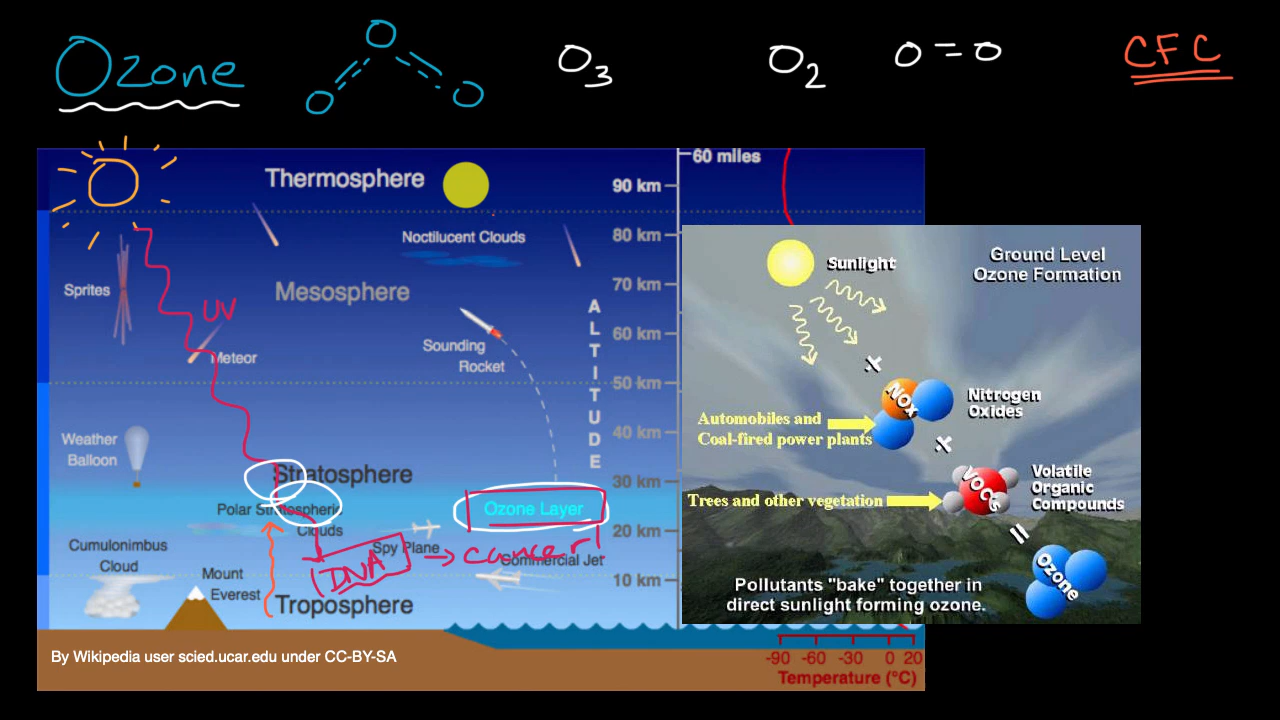 Ozone
O
O
O
O3
O2
O=O
CFC
Thermosphere
60 miles
90 km
Noctilucent Clouds
80 km
Sprites
Mesosphere
70 km
UV
ALTITUDE
Meteor
Sounding
Rocket
60 km
50 km
Weather
Balloon
40 km
Stratosphere
30 km
Polar Stratospheric
Clouds
Ozone Layer
20 km
Cumulonimbus
Cloud
Spy Plane
DNA → cancer!
Commercial Jet
Mount
Everest
10 km
Troposphere
By Wikipedia user scied.ucar.edu under CC-BY-SA
-90 -60 -30 0 20
Temperature (°C)
Ground Level
Ozone Formation
Sunlight
+
NOx
Nitrogen
Oxides
Automobiles and
Coal-fired power plants
+
VOCs
Volatile
Organic
Compounds
Trees and other vegetation
=
Ozone
Pollutants "bake" together in
direct sunlight forming ozone.